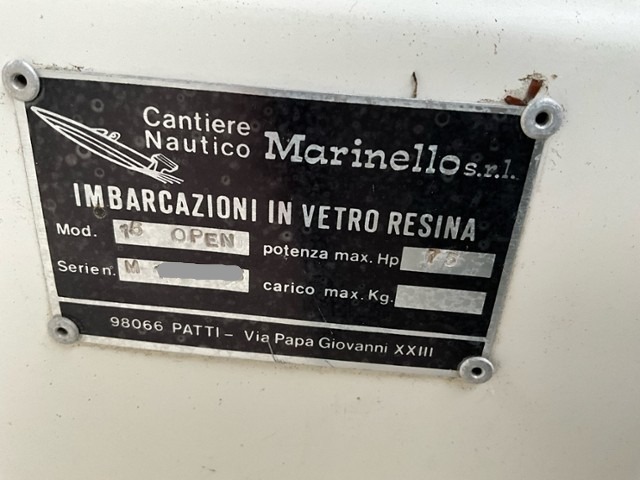 Cantiere
Nautico Marinello s.r.l.
IMBARCAZIONI IN VETRO RESINA
Mod. 16 OPEN potenza max. Hp
Serie n. M carico max. Kg.
98066 PATTI - Via Papa Giovanni XXIII